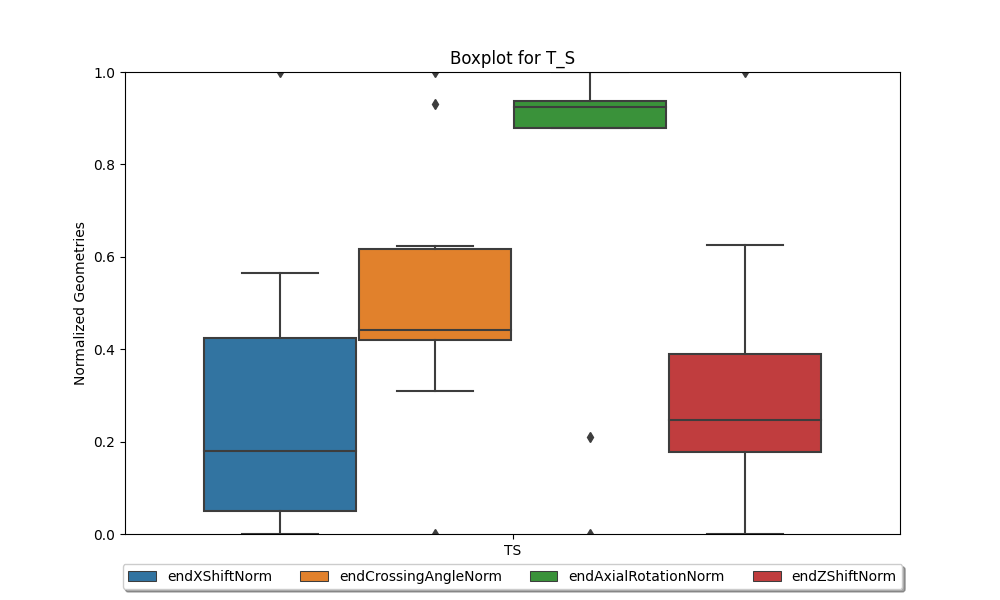 Boxplot for T_S
Normalized Geometries
1.0
0.8
0.6
0.4
0.2
0.0
TS
endXShiftNorm endCrossingAngleNorm endAxialRotationNorm endZShiftNorm